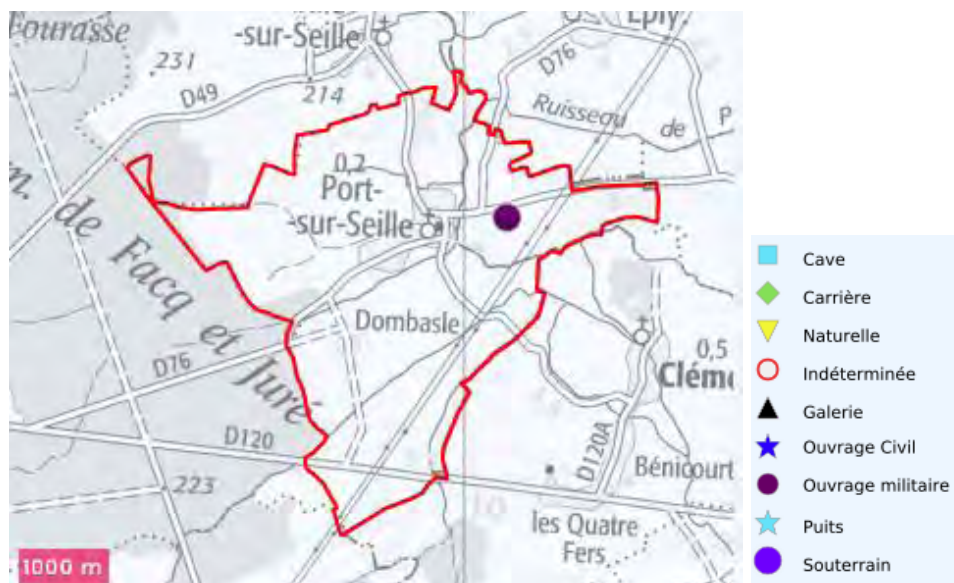 Fourasse
-sur-Seille
Eply
231
D49
214
D76
Ruisseau de P
0,2
Port-
-sur-Seille
de Facq et Juré
Dombasle
D76
0,5
Clém
D120
D120A
Bénicourt
223
les Quatre
Fers
1000 m
Cave
Carrière
Naturelle
Indéterminée
Galerie
Ouvrage Civil
Ouvrage militaire
Puits
Souterrain